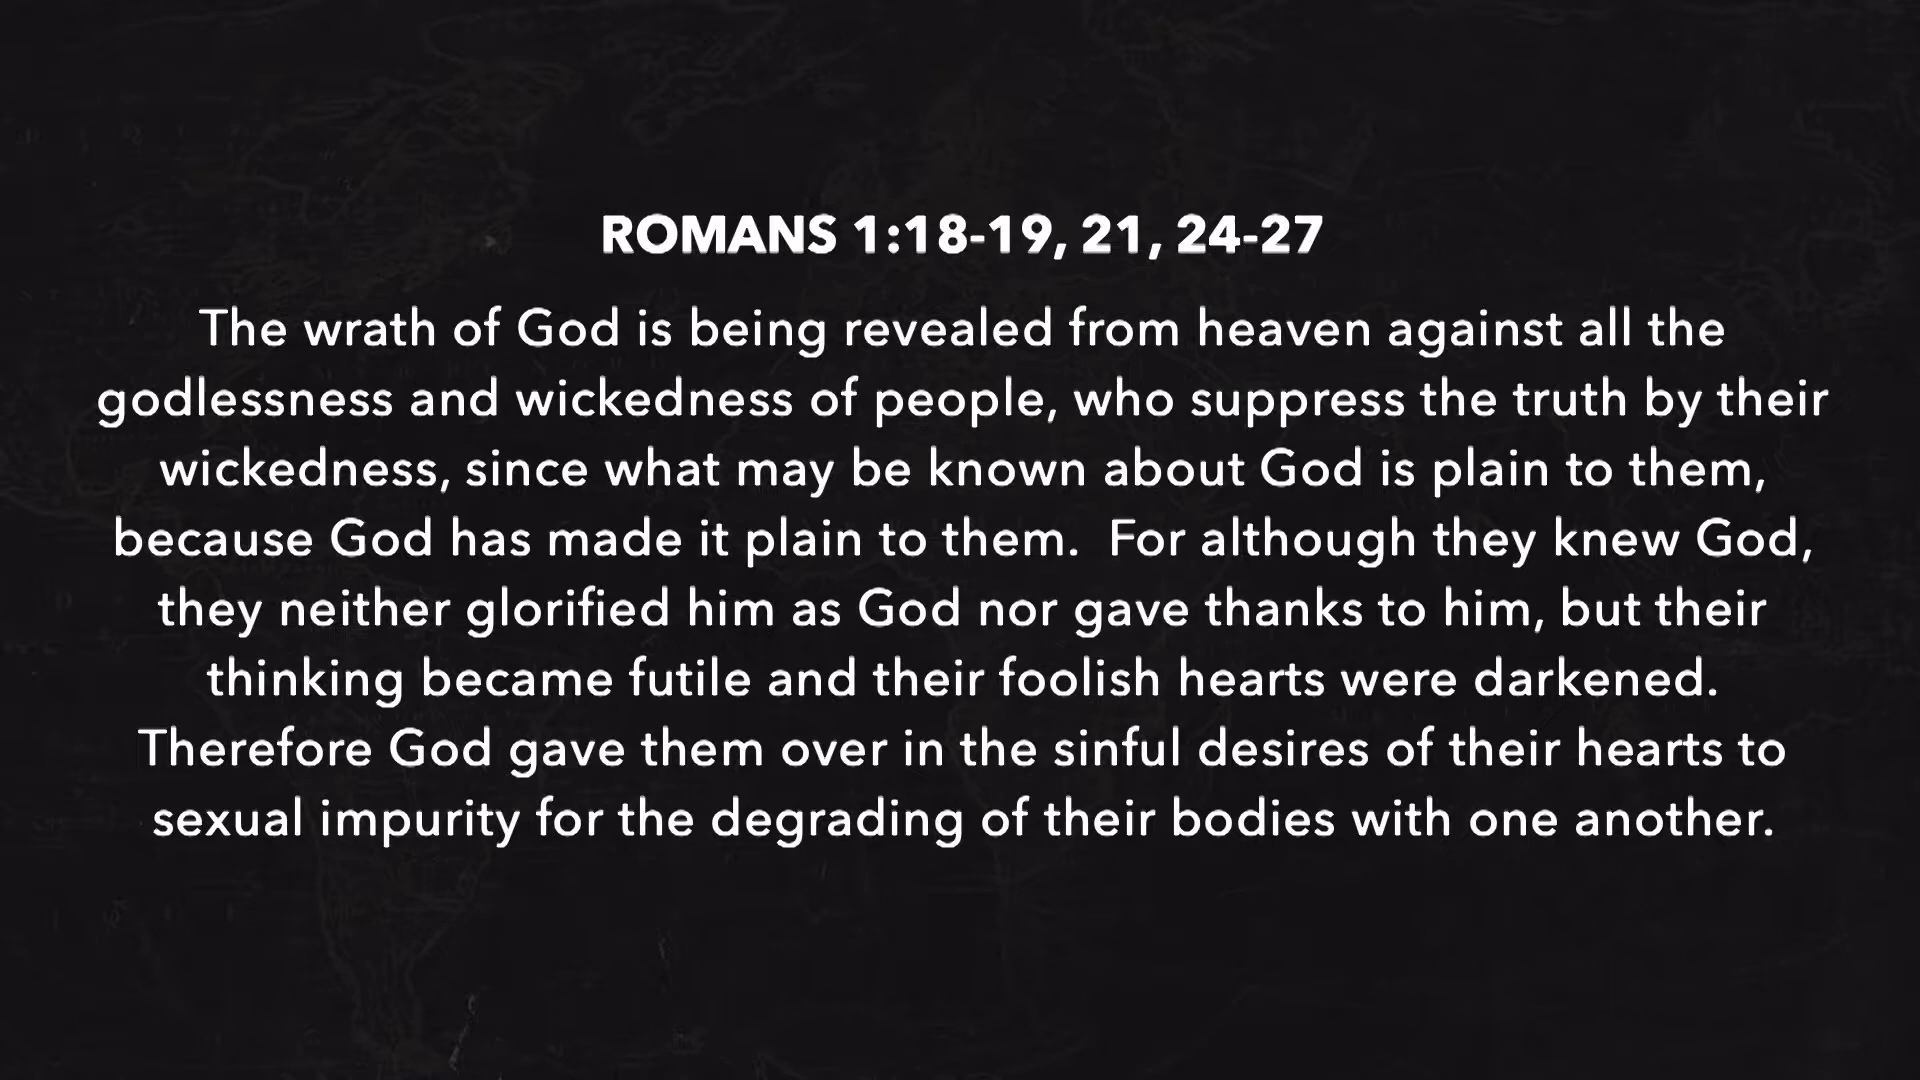 ROMANS 1:18-19, 21, 24-27
The wrath of God is being revealed from heaven against all the
godlessness and wickedness of people, who suppress the truth by their
wickedness, since what may be known about God is plain to them,
because God has made it plain to them.  For although they knew God,
they neither glorified him as God nor gave thanks to him, but their
thinking became futile and their foolish hearts were darkened.
Therefore God gave them over in the sinful desires of their hearts to
sexual impurity for the degrading of their bodies with one another.